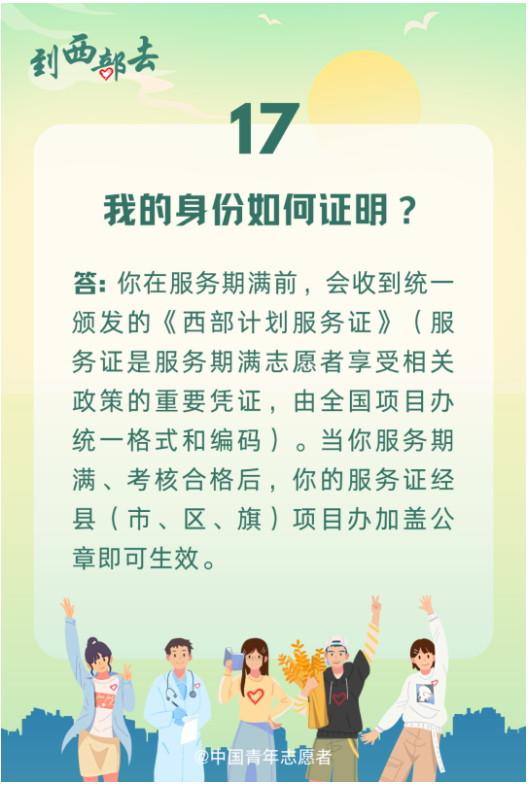 到西部去
17
我的身份如何证明？
答：你在服务期满前，会收到统一
颁发的《西部计划服务证》（服
务证是服务期满志愿者享受相关
政策的重要凭证，由全国项目办
统一格式和编码）。当你服务期
满、考核合格后，你的服务证经
县（市、区、旗）项目办加盖公
章即可生效。
@中国青年志愿者